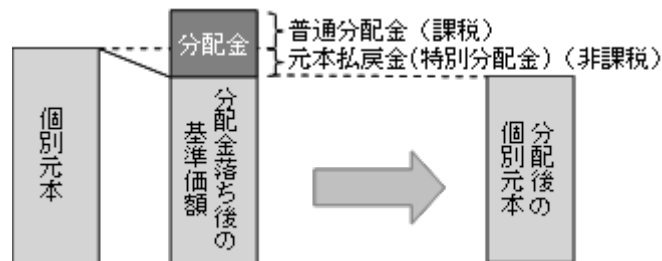 分配金
普通分配金（課税）
元本払戻金(特別分配金)（非課税）
個別元本
分配金落ち後の
基準価額
分配後の
個別元本